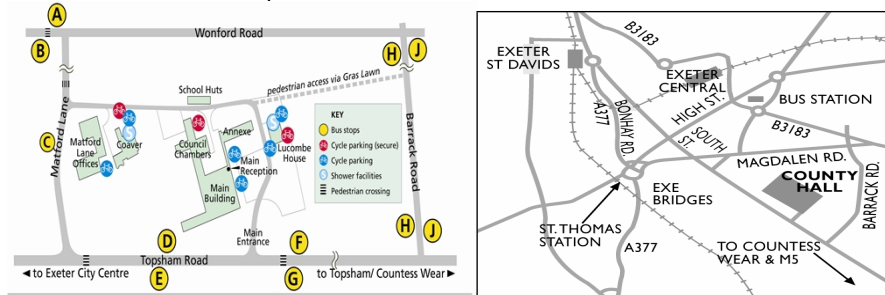 A
Wonford Road
B
H
J
pedestrian access via Gras Lawn
School Huts
Matford Lane
C
Matford
Lane
Offices
Coaver
S
Council
Chambers
Annexe
S
Lucombe
House
Main
Reception
Main
Building
KEY
Bus stops
Cycle parking (secure)
Cycle parking
S Shower facilities
Pedestrian crossing
Barrack Road
H
J
D
Main
Entrance
F
Topsham Road
E
G
to Exeter City Centre
to Topsham/ Countess Wear
B3183
EXETER
ST DAVIDS
EXETER
CENTRAL
A377
BONHAY RD.
HIGH ST.
BUS STATION
SOUTH
ST.
B3183
MAGDALEN RD.
COUNTY
HALL
BARRACK RD.
EXE
BRIDGES
ST.THOMAS
STATION
A377
TO COUNTESS
WEAR & M5